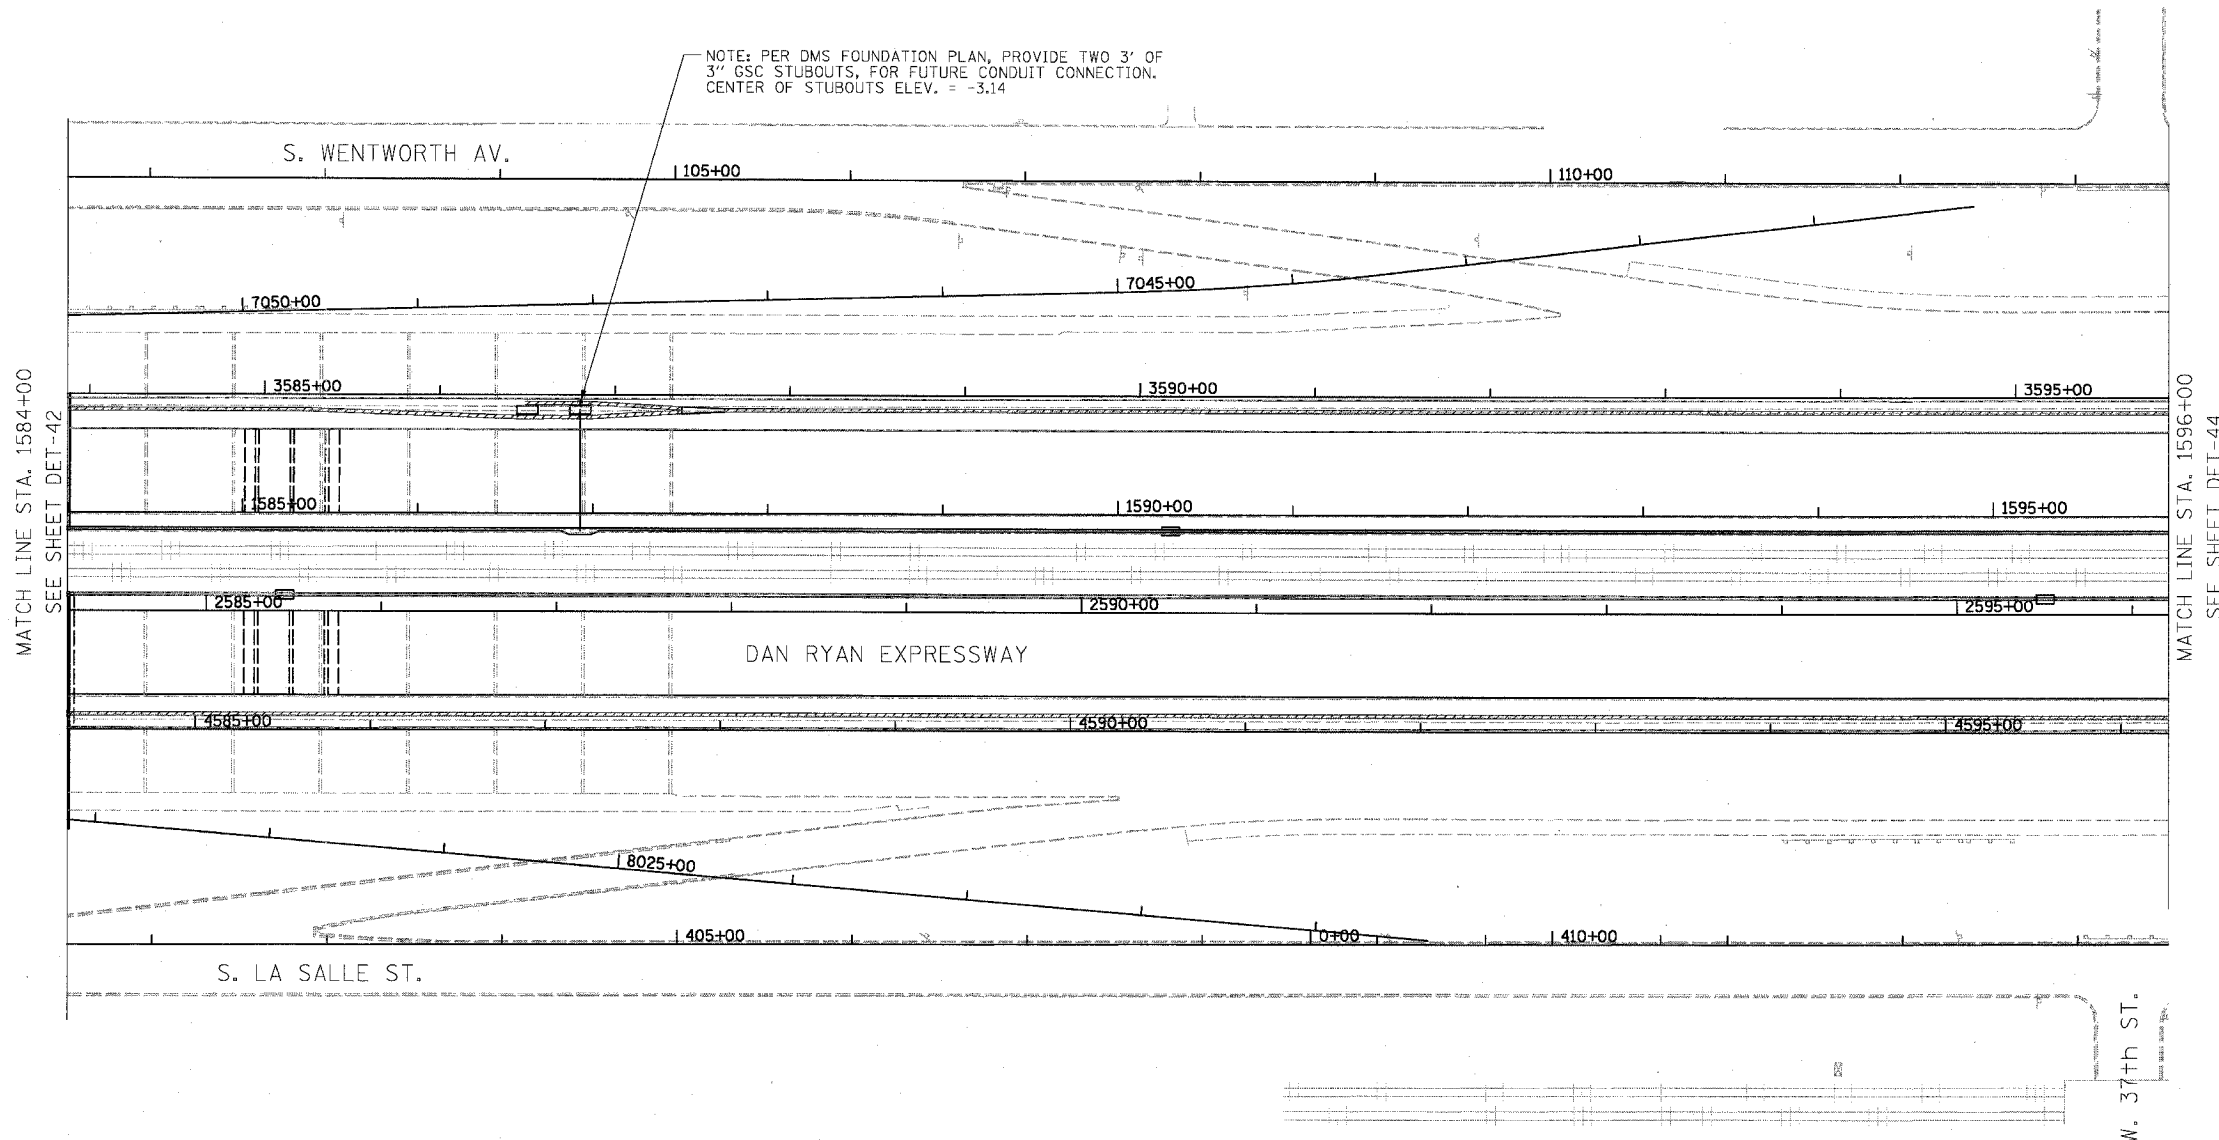 NOTE: PER DMS FOUNDATION PLAN, PROVIDE TWO 3' OF
3" GSC STUBOUTS, FOR FUTURE CONDUIT CONNECTION.
CENTER OF STUBOUTS ELEV. = -3.14
S. WENTWORTH AV.
105+00
110+00
7050+00
7045+00
3585+00
3590+00
3595+00
MATCH LINE STA. 1584+00
SEE SHEET DET-42
MATCH LINE STA. 1596+00
SEE SHEET DET-44
1585+00
1590+00
1595+00
2585+00
2590+00
2595+00
DAN RYAN EXPRESSWAY
4585+00
4590+00
4595+00
8025+00
405+00
0+00
410+00
S. LA SALLE ST.
W. 37th ST.